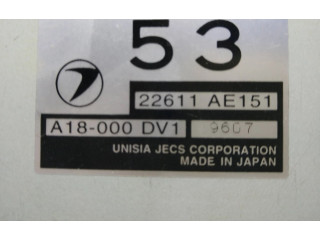 53
22611 AE151
A18-000 DV1 9607
UNISIA JECS CORPORATION
MADE IN JAPAN